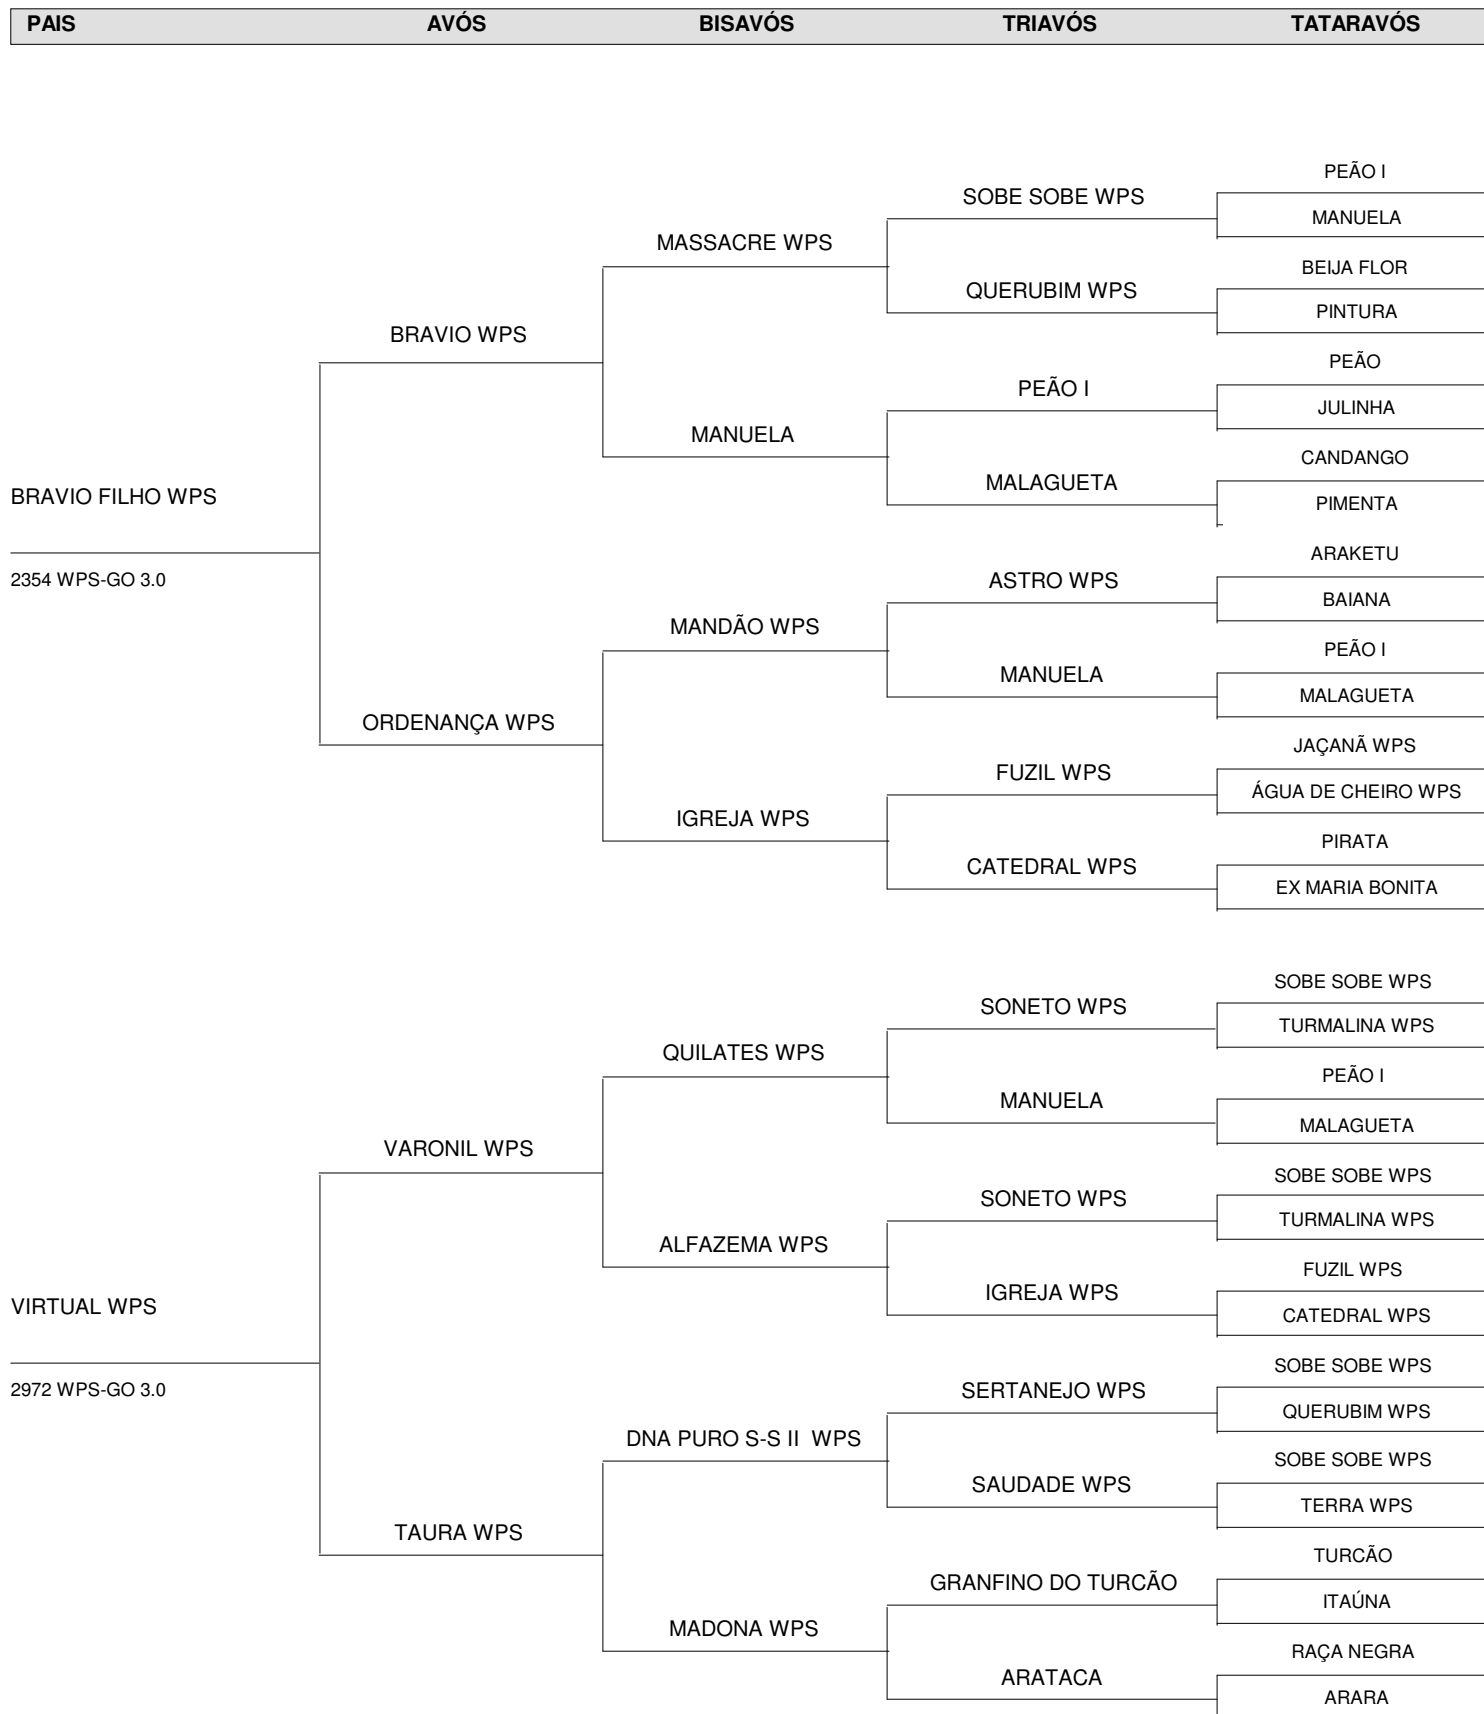 PAIS AVÓS BISAVÓS TRIAVÓS TATARAVÓS
PEÃO I
SOBE SOBE WPS
MANUELA
MASSACRE WPS
BEIJA FLOR
QUERUBIM WPS
PINTURA
BRAVIO WPS
PEÃO
PEÃO I
JULINHA
MANUELA
CANDANGO
MALAGUETA
BRAVIO FILHO WPS
PIMENTA
ARAKETU
2354 WPS-GO 3.0
ASTRO WPS
BAIANA
MANDÃO WPS
PEÃO I
MANUELA
MALAGUETA
ORDENANÇA WPS
JAÇANÃ WPS
FUZIL WPS
ÁGUA DE CHEIRO WPS
IGREJA WPS
PIRATA
CATEDRAL WPS
EX MARIA BONITA
SOBE SOBE WPS
SONETO WPS
TURMALINA WPS
QUILATES WPS
PEÃO I
MANUELA
MALAGUETA
VARONIL WPS
SOBE SOBE WPS
SONETO WPS
TURMALINA WPS
ALFAZEMA WPS
FUZIL WPS
IGREJA WPS
VIRTUAL WPS
CATEDRAL WPS
SOBE SOBE WPS
2972 WPS-GO 3.0
SERTANEJO WPS
QUERUBIM WPS
DNA PURO S-S II WPS
SOBE SOBE WPS
SAUDADE WPS
TERRA WPS
TAURA WPS
TURCÃO
GRANFINO DO TURCÃO
ITAÚNA
MADONA WPS
RAÇA NEGRA
ARATACA
ARARA